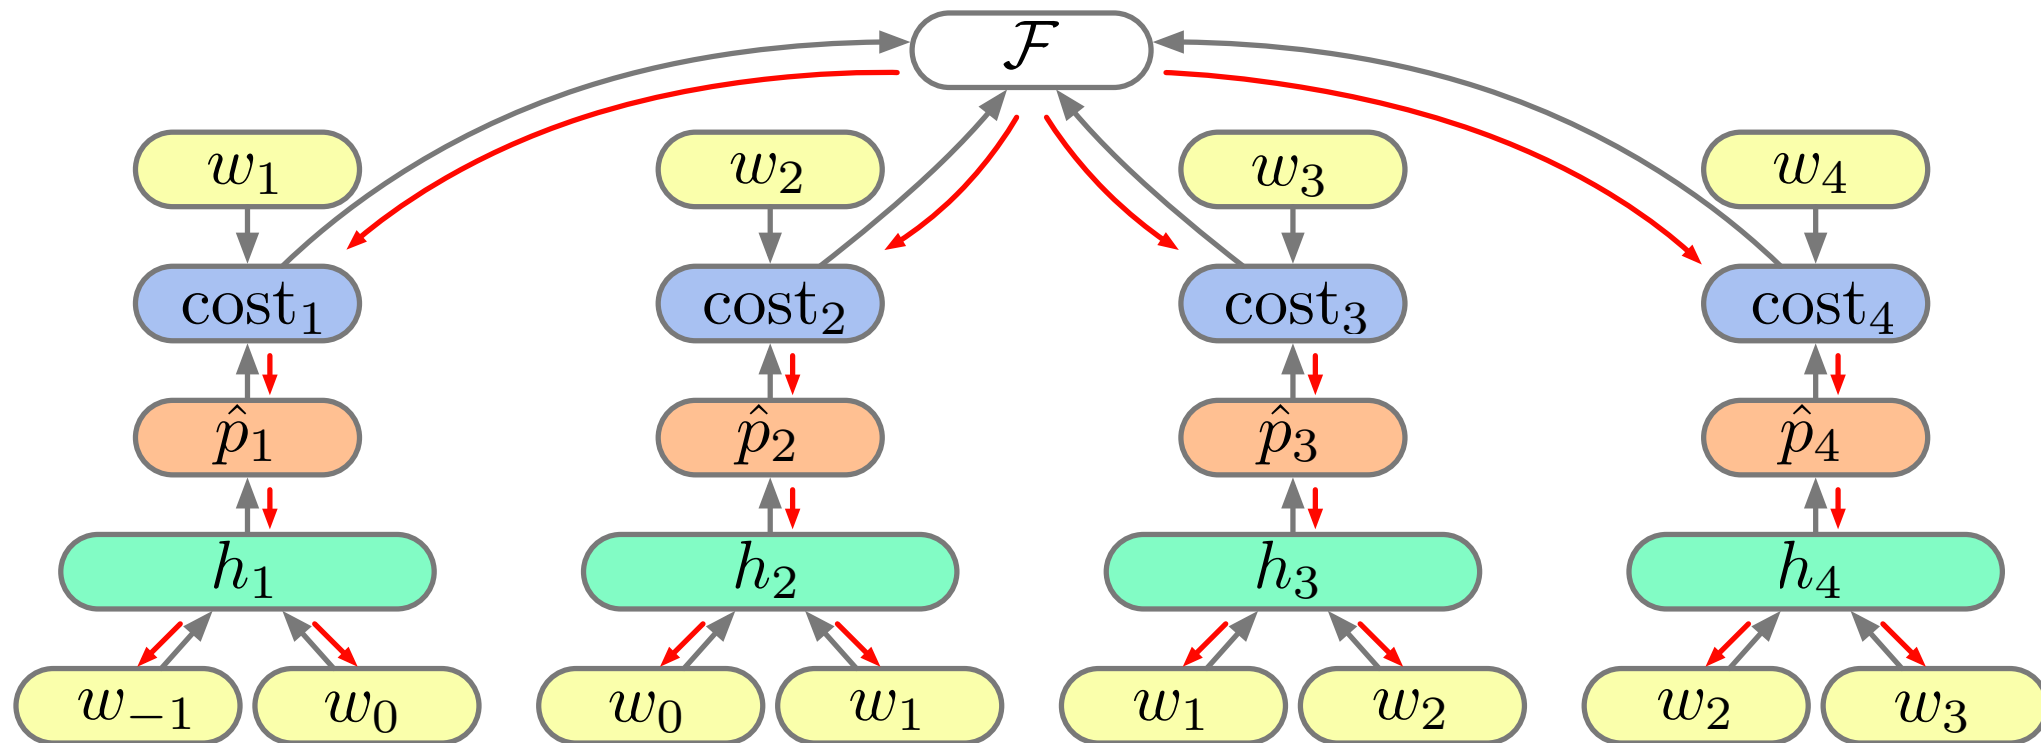 𝓕
w₁ w₂ w₃ w₄
cost₁ cost₂ cost₃ cost₄
p̂₁ p̂₂ p̂₃ p̂₄
h₁ h₂ h₃ h₄
w₋₁ w₀ w₀ w₁ w₁ w₂ w₂ w₃